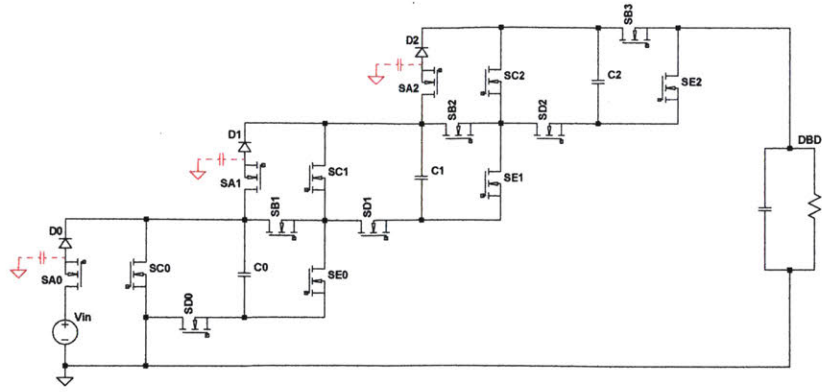 SB3
D2
SC2
C2
SE2
SA2
SB2
SD2
DBD
D1
SC1
C1
SE1
SA1
SB1
SD1
D0
SC0
C0
SE0
SA0
SD0
Vin